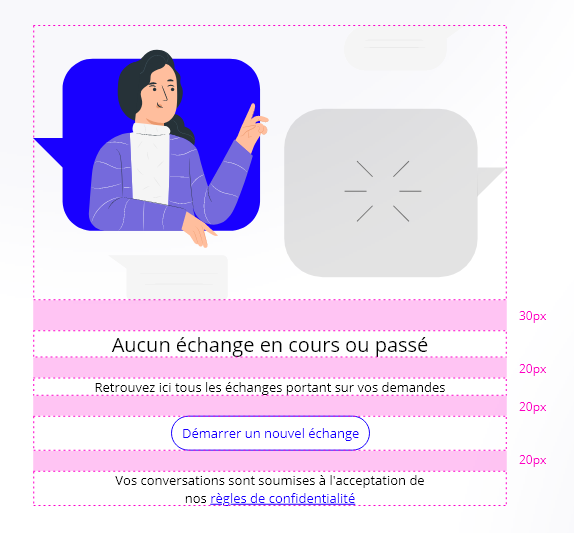 30px
Aucun échange en cours ou passé
20px
Retrouvez ici tous les échanges portant sur vos demandes
20px
Démarrer un nouvel échange
20px
Vos conversations sont soumises à l'acceptation de
nos règles de confidentialité